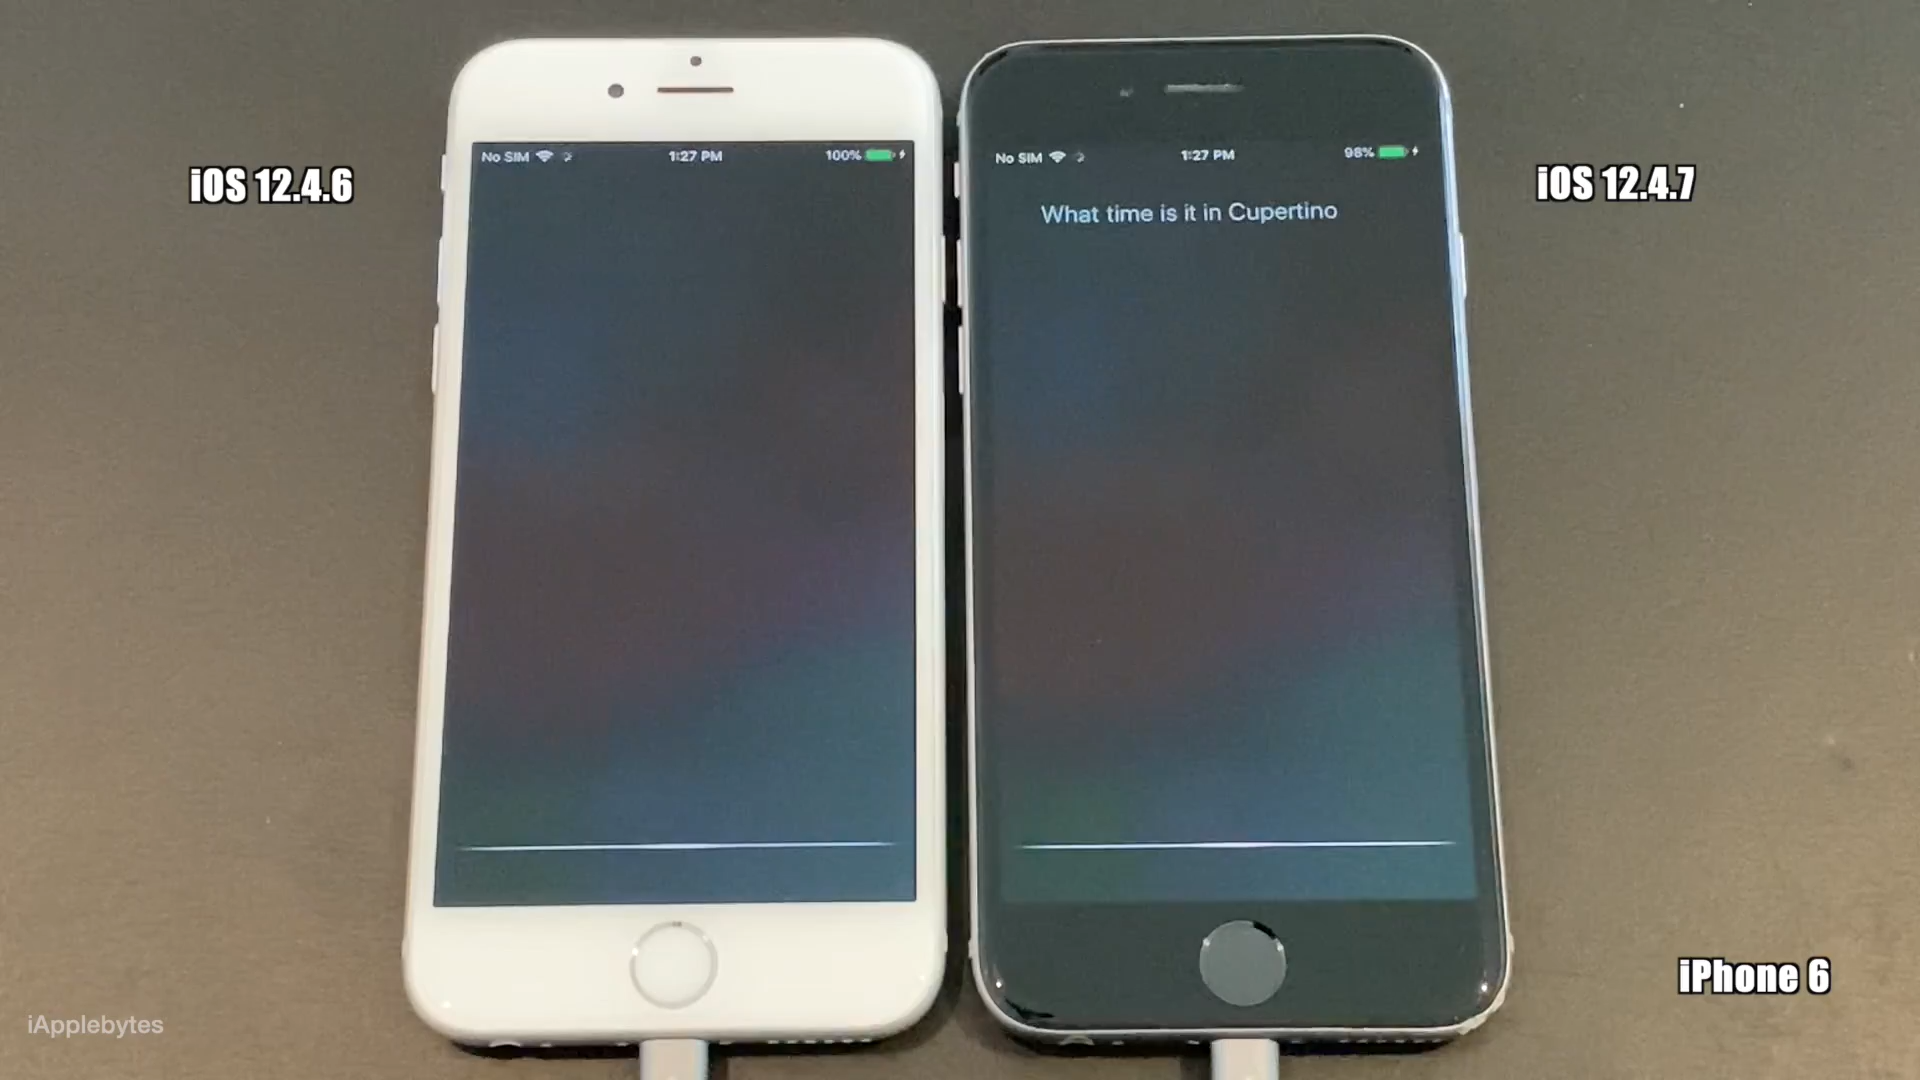 No SIM 1:27 PM 100%
No SIM 1:27 PM 98%
iOS 12.4.6
iOS 12.4.7
What time is it in Cupertino
iPhone 6
iApplebytes